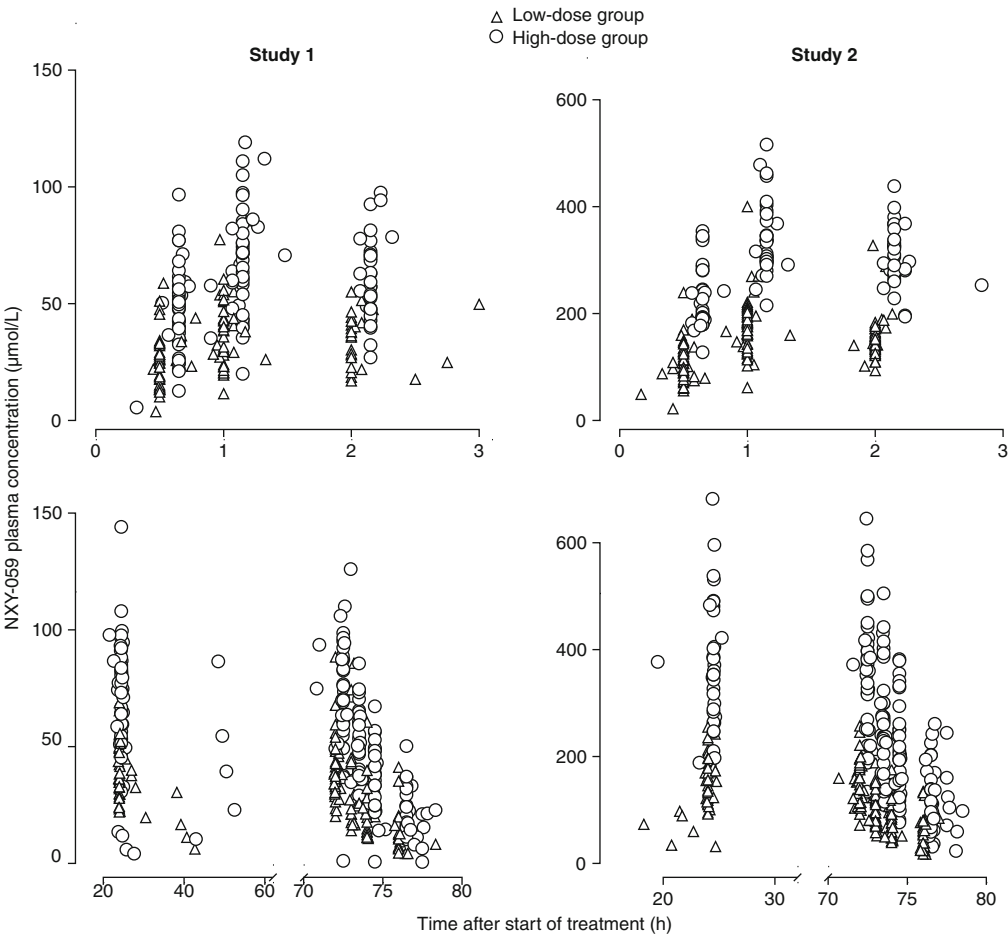 Low-dose group
High-dose group
Study 1
Study 2
NXY-059 plasma concentration (μmol/L)
150
100
50
0
0 1 2 3
600
400
200
0
0 1 2 3
150
100
50
0
20 40 60 70 75 80
600
400
200
0
20 30 70 75 80
Time after start of treatment (h)